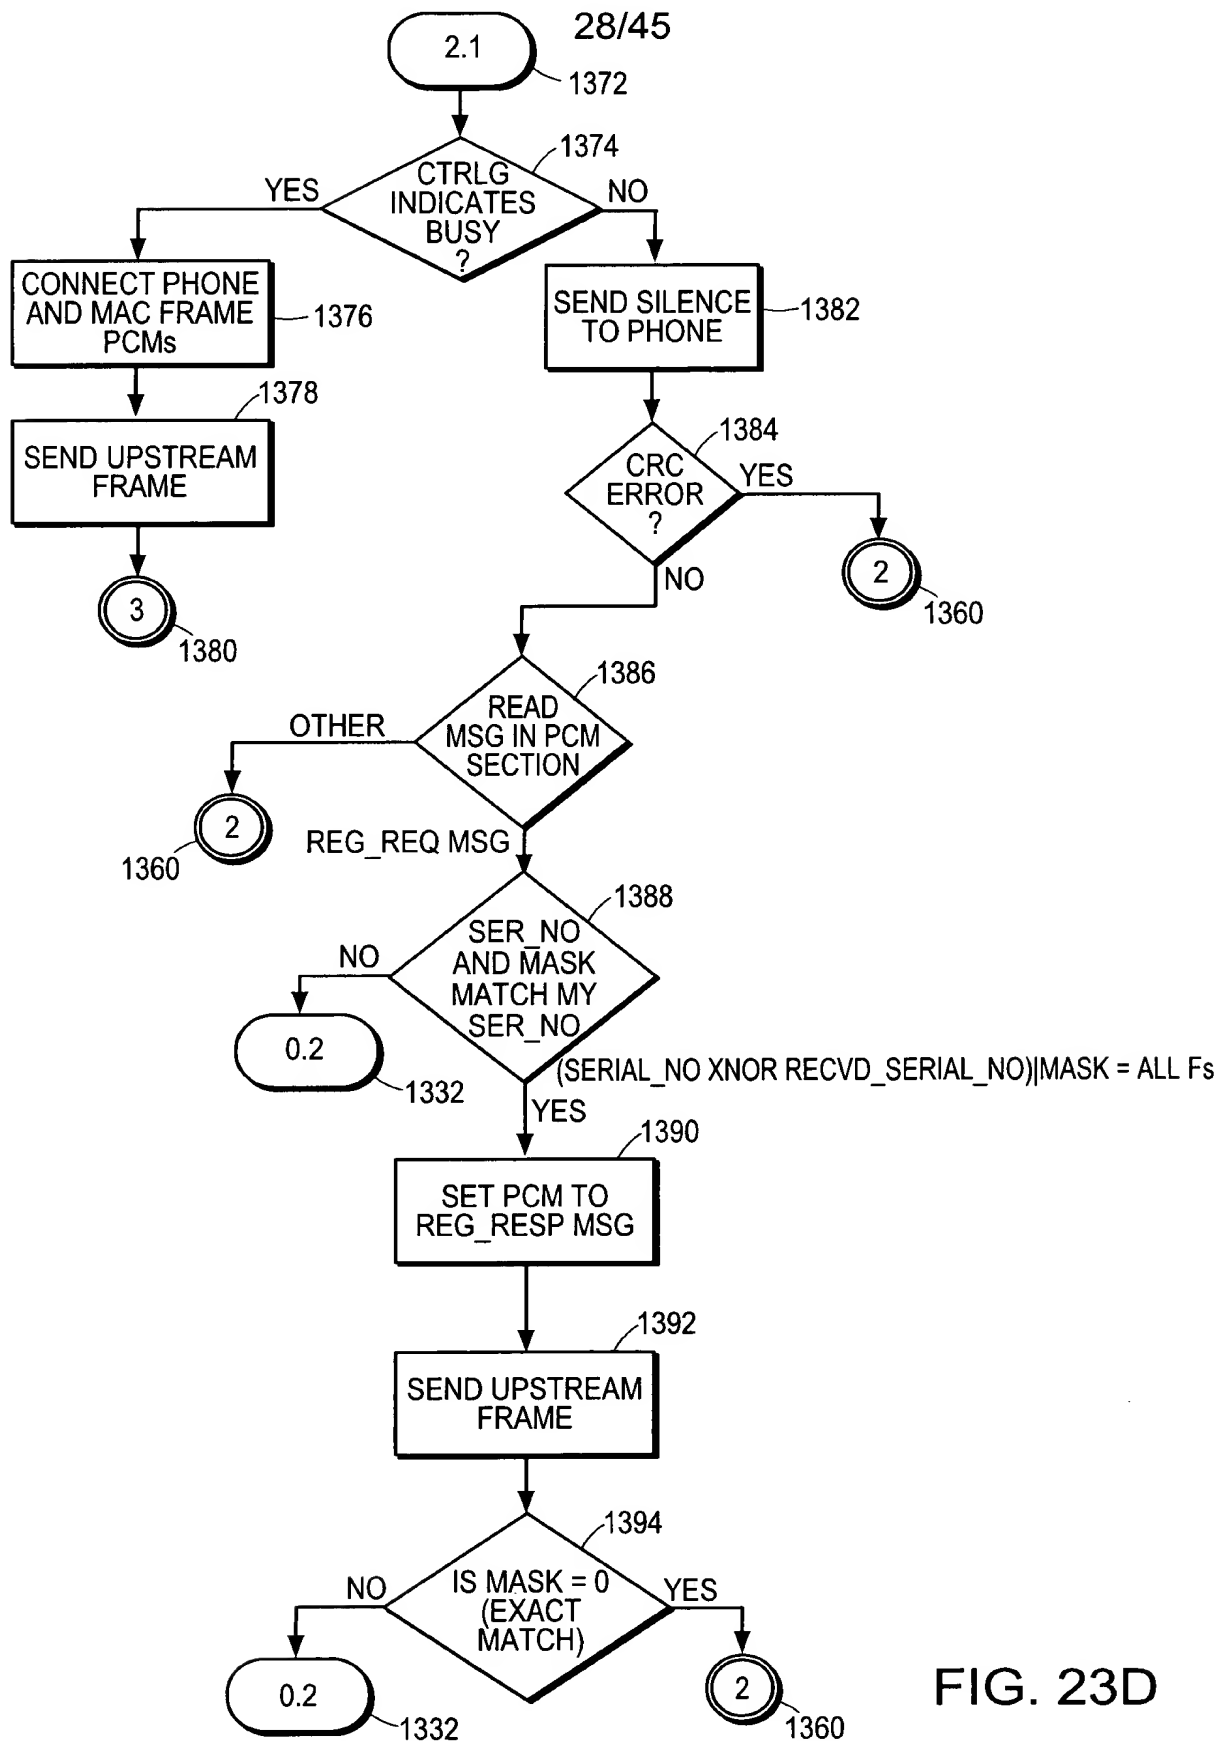 28/45
2.1
1372
1374
CTRLG
INDICATES
BUSY
?
YES
NO
CONNECT PHONE
AND MAC FRAME
PCMs
1376
SEND SILENCE
TO PHONE
1382
1378
SEND UPSTREAM
FRAME
1384
CRC
ERROR
?
YES
NO
3
1380
2
1360
1386
READ
MSG IN PCM
SECTION
OTHER
2
1360
REG_REQ MSG
1388
SER_NO
AND MASK
MATCH MY
SER_NO
NO
0.2
1332
(SERIAL_NO XNOR RECVD_SERIAL_NO)|MASK = ALL Fs
YES
1390
SET PCM TO
REG_RESP MSG
1392
SEND UPSTREAM
FRAME
1394
IS MASK = 0
(EXACT
MATCH)
NO
YES
0.2
1332
2
1360
FIG. 23D